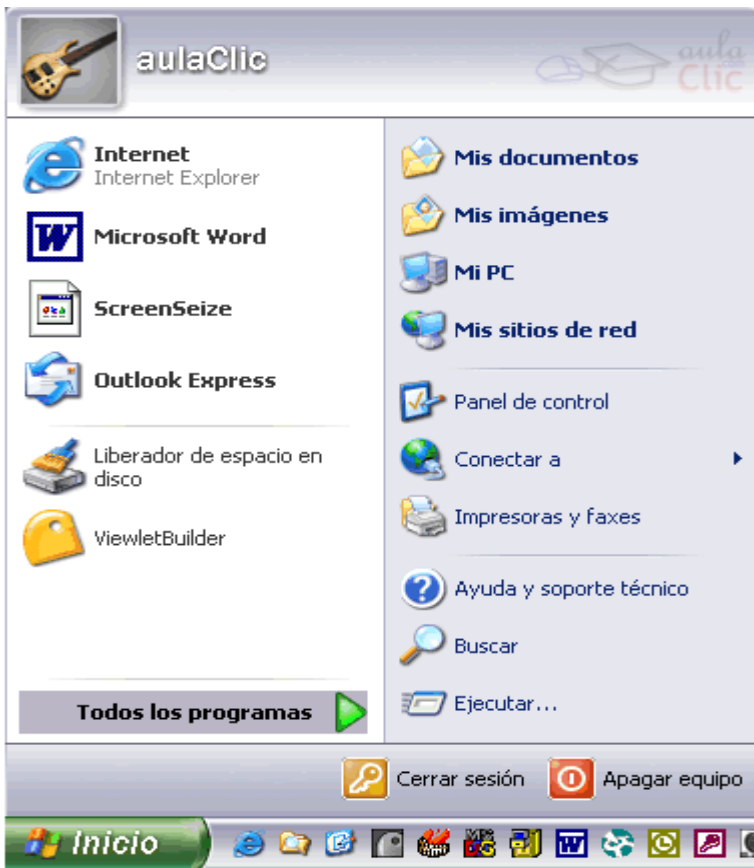 aulaClic
aula
Clic
Internet
Internet Explorer
Microsoft Word
ScreenSeize
Outlook Express
Liberador de espacio en
disco
ViewletBuilder
Todos los programas
Mis documentos
Mis imágenes
Mi PC
Mis sitios de red
Panel de control
Conectar a
Impresoras y faxes
Ayuda y soporte técnico
Buscar
Ejecutar...
Cerrar sesión
Apagar equipo
Inicio